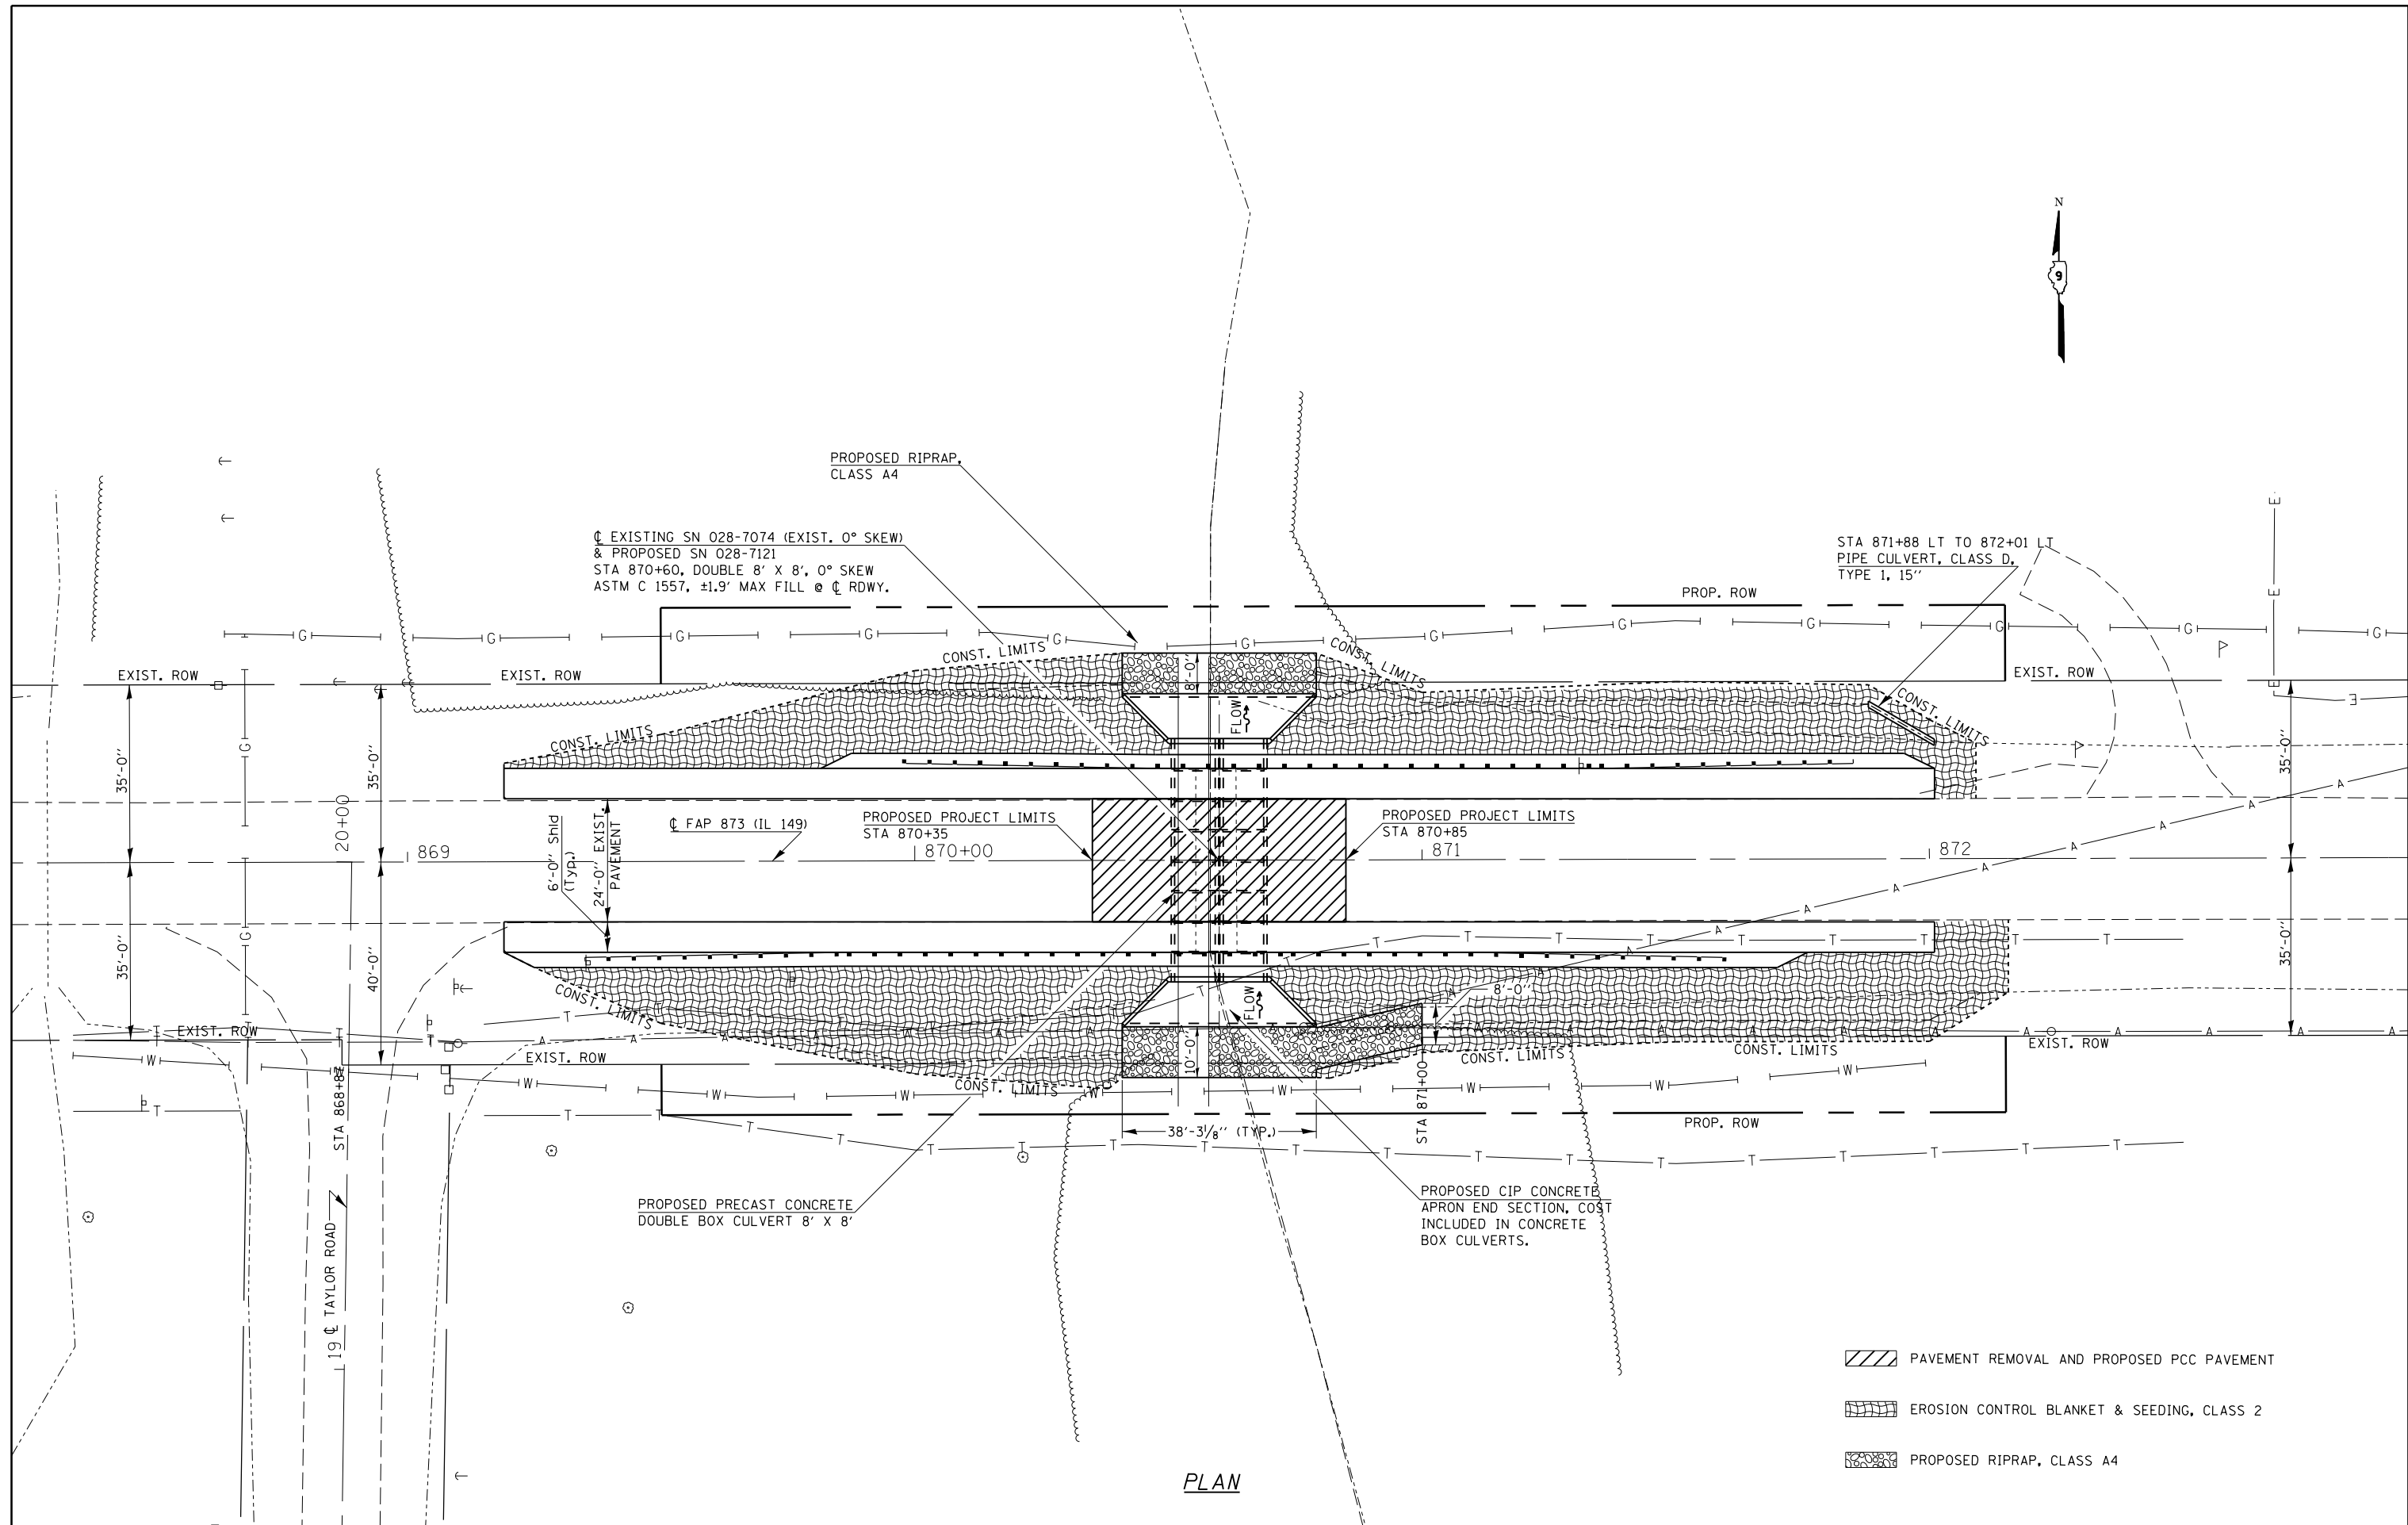 N
9
PROPOSED RIPRAP,
CLASS A4
℄ EXISTING SN 028-7074 (EXIST. 0° SKEW)
& PROPOSED SN 028-7121
STA 870+60, DOUBLE 8' X 8', 0° SKEW
ASTM C 1557, ±1.9' MAX FILL @ ℄ RDWY.
STA 871+88 LT TO 872+01 LT
PIPE CULVERT, CLASS D,
TYPE 1, 15''
PROP. ROW
EXIST. ROW
EXIST. ROW
EXIST. ROW
CONST. LIMITS
CONST. LIMITS
CONST. LIMITS
CONST. LIMITS
8'-0''
FLOW
35'-0''
35'-0''
35'-0''
20+00
869
6'-0'' Shld
(Typ.)
24'-0'' EXIST.
PAVEMENT
℄ FAP 873 (IL 149)
PROPOSED PROJECT LIMITS
STA 870+35
870+00
PROPOSED PROJECT LIMITS
STA 870+85
871
872
35'-0''
40'-0''
35'-0''
8'-0''
FLOW
CONST. LIMITS
EXIST. ROW
EXIST. ROW
10'-0''
CONST. LIMITS
CONST. LIMITS
CONST. LIMITS
EXIST. ROW
STA 868+87
STA 871+00
38'-3⅛'' (TYP.)
PROP. ROW
PROPOSED PRECAST CONCRETE
DOUBLE BOX CULVERT 8' X 8'
PROPOSED CIP CONCRETE
APRON END SECTION, COST
INCLUDED IN CONCRETE
BOX CULVERTS.
19
℄ TAYLOR ROAD
PAVEMENT REMOVAL AND PROPOSED PCC PAVEMENT
EROSION CONTROL BLANKET & SEEDING, CLASS 2
PROPOSED RIPRAP, CLASS A4
PLAN